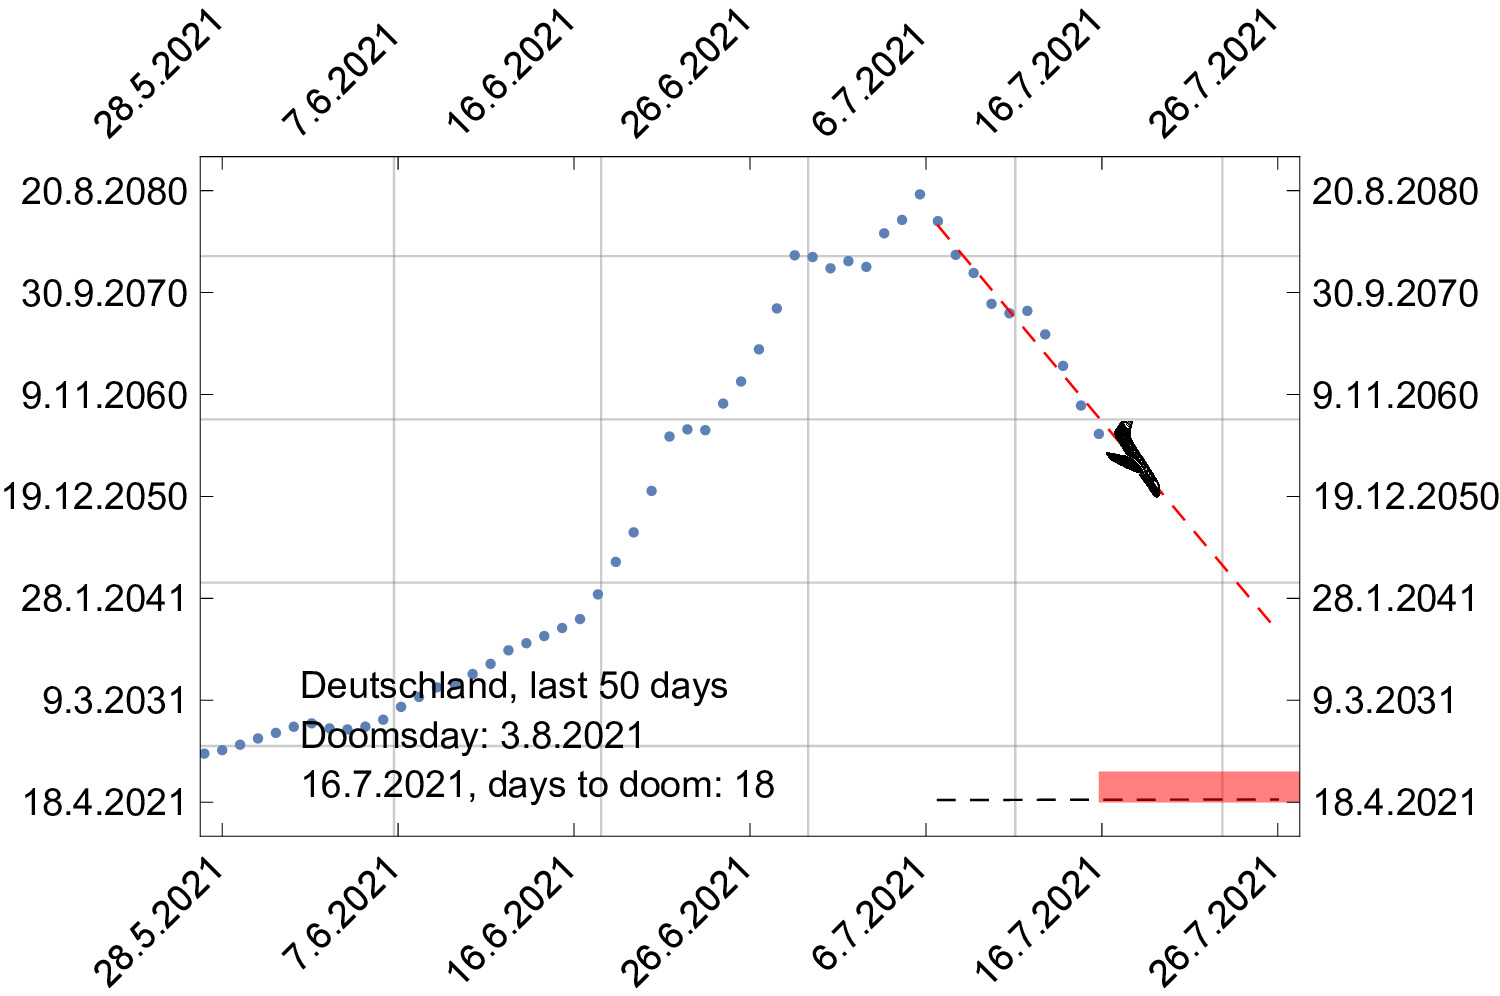 28.5.2021 7.6.2021 16.6.2021 26.6.2021 6.7.2021 16.7.2021 26.7.2021
20.8.2080 20.8.2080
30.9.2070 30.9.2070
9.11.2060 9.11.2060
19.12.2050 19.12.2050
28.1.2041 28.1.2041
Deutschland, last 50 days
9.3.2031 9.3.2031
Doomsday: 3.8.2021
16.7.2021, days to doom: 18
18.4.2021 18.4.2021
28.5.2021 7.6.2021 16.6.2021 26.6.2021 6.7.2021 16.7.2021 26.7.2021